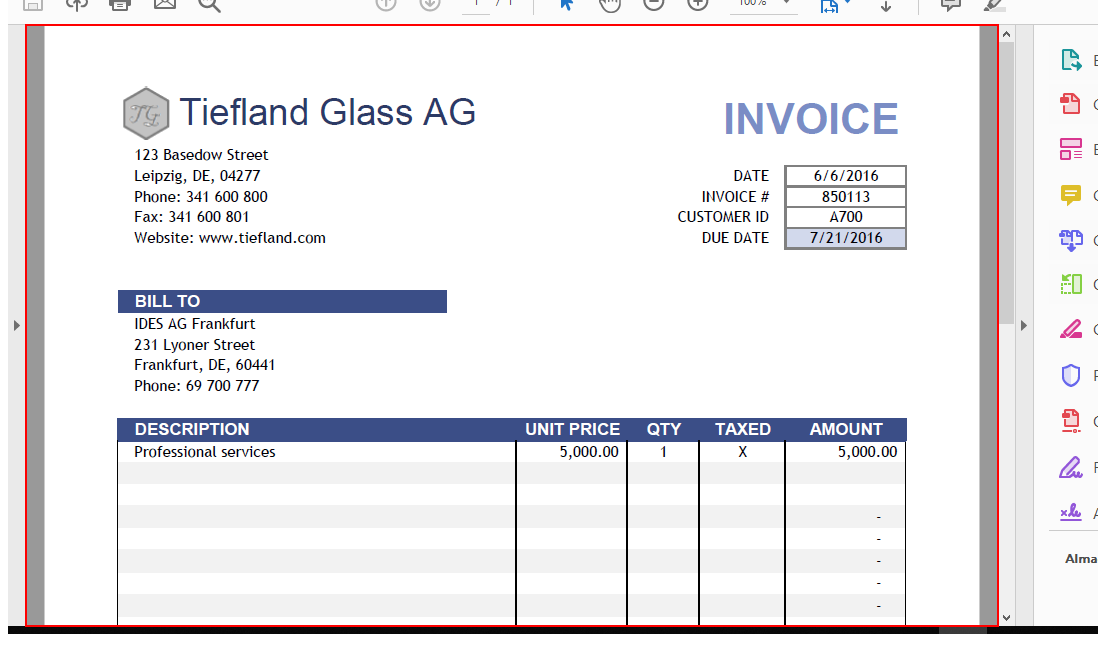 1 / 1
100%
Tiefland Glass AG
INVOICE
123 Basedow Street
Leipzig, DE, 04277
Phone: 341 600 800
Fax: 341 600 801
Website: www.tiefland.com
DATE 6/6/2016
INVOICE # 850113
CUSTOMER ID A700
DUE DATE 7/21/2016
BILL TO
IDES AG Frankfurt
231 Lyoner Street
Frankfurt, DE, 60441
Phone: 69 700 777
DESCRIPTION UNIT PRICE QTY TAXED AMOUNT
Professional services 5,000.00 1 X 5,000.00
-
-
-
-
-
Alma